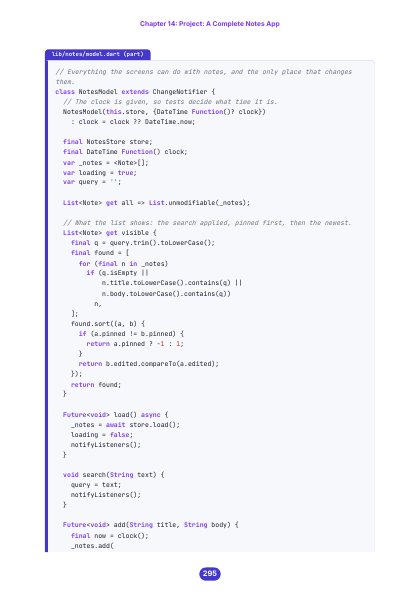 Chapter 14: Project: A Complete Notes App
lib/notes/model.dart (part)
// Everything the screens can do with notes, and the only place that changes
them.
class NotesModel extends ChangeNotifier {
  // The clock is given, so tests decide what time it is.
  NotesModel(this.store, {DateTime Function()? clock})
    : clock = clock ?? DateTime.now;

  final NotesStore store;
  final DateTime Function() clock;
  var _notes = <Note>[];
  var loading = true;
  var query = '';

  List<Note> get all => List.unmodifiable(_notes);

  // What the list shows: the search applied, pinned first, then the newest.
  List<Note> get visible {
    final q = query.trim().toLowerCase();
    final found = [
      for (final n in _notes)
        if (q.isEmpty ||
            n.title.toLowerCase().contains(q) ||
            n.body.toLowerCase().contains(q))
          n,
    ];
    found.sort((a, b) {
      if (a.pinned != b.pinned) {
        return a.pinned ? -1 : 1;
      }
      return b.edited.compareTo(a.edited);
    });
    return found;
  }

  Future<void> load() async {
    _notes = await store.load();
    loading = false;
    notifyListeners();
  }

  void search(String text) {
    query = text;
    notifyListeners();
  }

  Future<void> add(String title, String body) {
    final now = clock();
    _notes.add(
295